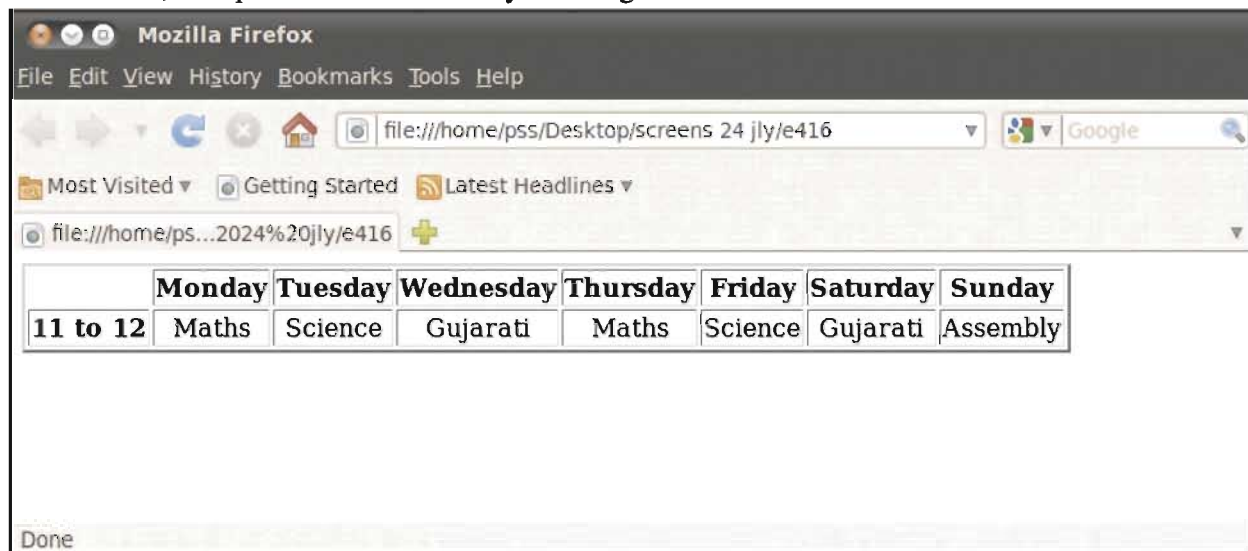 Mozilla Firefox
File Edit View History Bookmarks Tools Help
file:///home/pss/Desktop/screens 24 jly/e416 Google
Most Visited Getting Started Latest Headlines
file:///home/ps...2024%20jly/e416
Monday Tuesday Wednesday Thursday Friday Saturday Sunday
11 to 12 Maths Science Gujarati Maths Science Gujarati Assembly
Done